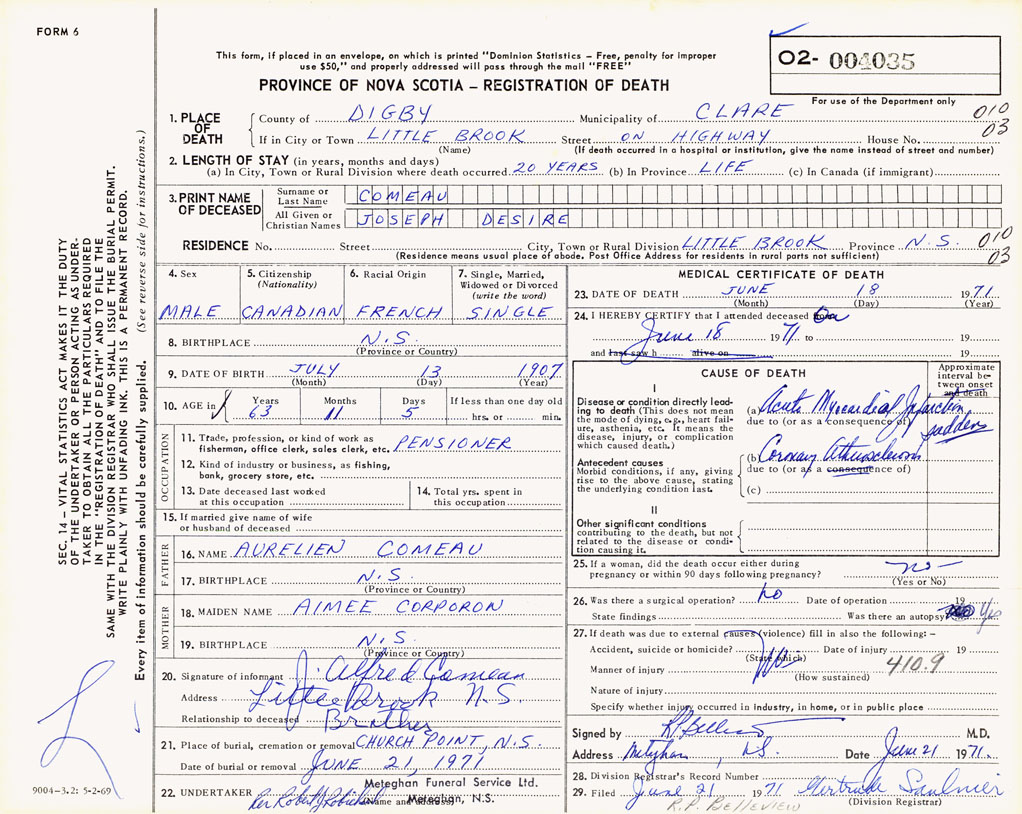 FORM 6
This form, if placed in an envelope, on which is printed "Dominion Statistics – Free, penalty for improper
use $50," and properly addressed will pass through the mail "FREE"
PROVINCE OF NOVA SCOTIA – REGISTRATION OF DEATH
02- 004035
For use of the Department only
SEC. 14 – VITAL STATISTICS ACT MAKES IT THE DUTY
OF THE UNDERTAKER OR PERSON ACTING AS UNDER-
TAKER TO OBTAIN ALL THE PARTICULARS REQUIRED
IN THE "REGISTRATION OF DEATH" AND TO FILE THE
SAME WITH THE DIVISION REGISTRAR WHO SHALL ISSUE THE BURIAL PERMIT.
WRITE PLAINLY WITH UNFADING INK. THIS IS A PERMANENT RECORD.
Every item of information should be carefully supplied. (See reverse side for instructions.)
1. PLACE OF DEATH
County of DIGBY Municipality of CLARE 010
If in City or Town LITTLE BROOK Street ON HIGHWAY House No. 03
(Name) (If death occurred in a hospital or institution, give the name instead of street and number)
2. LENGTH OF STAY (in years, months and days)
(a) In City, Town or Rural Division where death occurred 20 YEARS (b) In Province LIFE (c) In Canada (if immigrant)
3. PRINT NAME OF DECEASED
Surname or Last Name COMEAU
All Given or Christian Names JOSEPH DESIRE
RESIDENCE No. Street City, Town or Rural Division LITTLE BROOK Province N.S. 010
(Residence means usual place of abode. Post Office Address for residents in rural parts not sufficient) 03
4. Sex
MALE
5. Citizenship
(Nationality)
CANADIAN
6. Racial Origin
FRENCH
7. Single, Married,
Widowed or Divorced
(write the word)
SINGLE
8. BIRTHPLACE N.S.
(Province or Country)
9. DATE OF BIRTH JULY 13 1907
(Month) (Day) (Year)
10. AGE in Years Months Days If less than one day old
63 11 5 hrs. or min.
OCCUPATION
11. Trade, profession, or kind of work as
fisherman, office clerk, sales clerk, etc. PENSIONER
12. Kind of industry or business, as fishing,
bank, grocery store, etc.
13. Date deceased last worked
at this occupation
14. Total yrs. spent in
this occupation
15. If married give name of wife
or husband of deceased
FATHER
16. NAME AURELIEN COMEAU
17. BIRTHPLACE N.S.
(Province or Country)
MOTHER
18. MAIDEN NAME AIMEE CORPORON
19. BIRTHPLACE N.S.
(Province or Country)
20. Signature of informant J. Alfred Comeau
Address Little Brook N.S.
Relationship to deceased Brother
21. Place of burial, cremation or removal CHURCH POINT, N.S.
Date of burial or removal JUNE 21, 1971
Meteghan Funeral Service Ltd.
22. UNDERTAKER
(Name and address) Meteghan, N.S.
9004-3.2: 5-2-69
MEDICAL CERTIFICATE OF DEATH
23. DATE OF DEATH JUNE 18 1971
(Month) (Day) (Year)
24. I HEREBY CERTIFY that I attended deceased from On
June 18 1971 to 19
and last saw h alive on 19
CAUSE OF DEATH
Approximate
interval be-
tween onset
and death
I
Disease or condition directly lead-
ing to death (This does not mean
the mode of dying, e.g., heart fail-
ure, asthenia, etc. it means the
disease, injury, or complication
which caused death.)
(a) Acute Myocardial Infarction
due to (or as a consequence of) sudden
Antecedent causes
Morbid conditions, if any, giving
rise to the above cause, stating
the underlying condition last.
(b) Coronary
due to (or as a consequence of)
(c)
II
Other significant conditions
contributing to the death, but not
related to the disease or condi-
tion causing it.
25. If a woman, did the death occur either during
pregnancy or within 90 days following pregnancy? no
(Yes or No)
26. Was there a surgical operation? No Date of operation 19
State findings Was there an autopsy Yes
27. If death was due to external causes (violence) fill in also the following: –
Accident, suicide or homicide? Date of injury 19
(State which)
Manner of injury 410.9
(How sustained)
Nature of injury
Specify whether injury occurred in industry, in home, or in public place
Signed by M.D.
Address Meteghan, N.S. Date June 21 1971
28. Division Registrar's Record Number
29. Filed June 21 1971 Gertrude Saulnier
R.P. Belleview (Division Registrar)